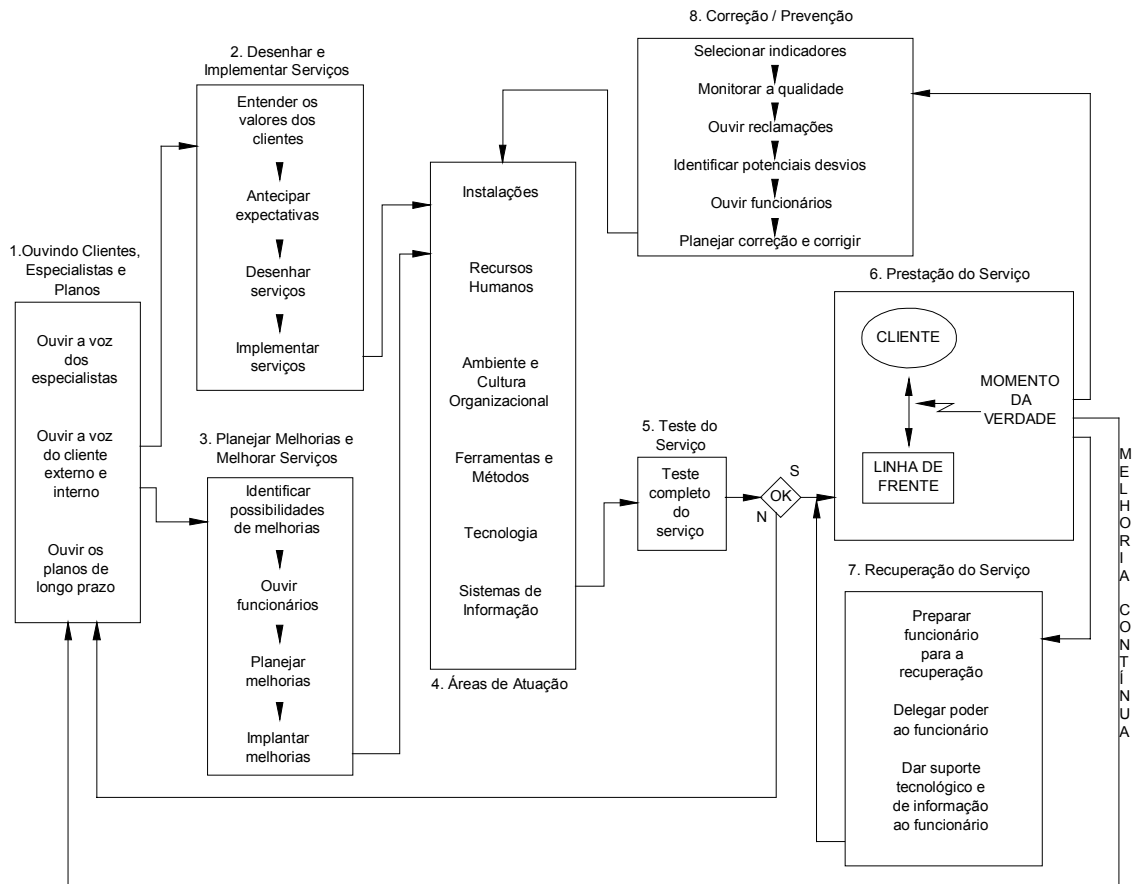 1.Ouvindo Clientes,
Especialistas e
Planos
Ouvir a voz
dos
especialistas
Ouvir a voz
do cliente
externo e
interno
Ouvir os
planos de
longo prazo
2. Desenhar e
Implementar Serviços
Entender os
valores dos
clientes
Antecipar
expectativas
Desenhar
serviços
Implementar
serviços
3. Planejar Melhorias e
Melhorar Serviços
Identificar
possibilidades
de melhorias
Ouvir
funcionários
Planejar
melhorias
Implantar
melhorias
Instalações
Recursos
Humanos
Ambiente e
Cultura
Organizacional
Ferramentas e
Métodos
Tecnologia
Sistemas de
Informação
4. Áreas de Atuação
5. Teste do
Serviço
Teste
completo
do
serviço
OK
S
N
6. Prestação do Serviço
CLIENTE
MOMENTO
DA
VERDADE
LINHA DE
FRENTE
7. Recuperação do Serviço
Preparar
funcionário
para a
recuperação
Delegar poder
ao funcionário
Dar suporte
tecnológico e
de informação
ao funcionário
8. Correção / Prevenção
Selecionar indicadores
Monitorar a qualidade
Ouvir reclamações
Identificar potenciais desvios
Ouvir funcionários
Planejar correção e corrigir
MELHORIA CONTÍNUA